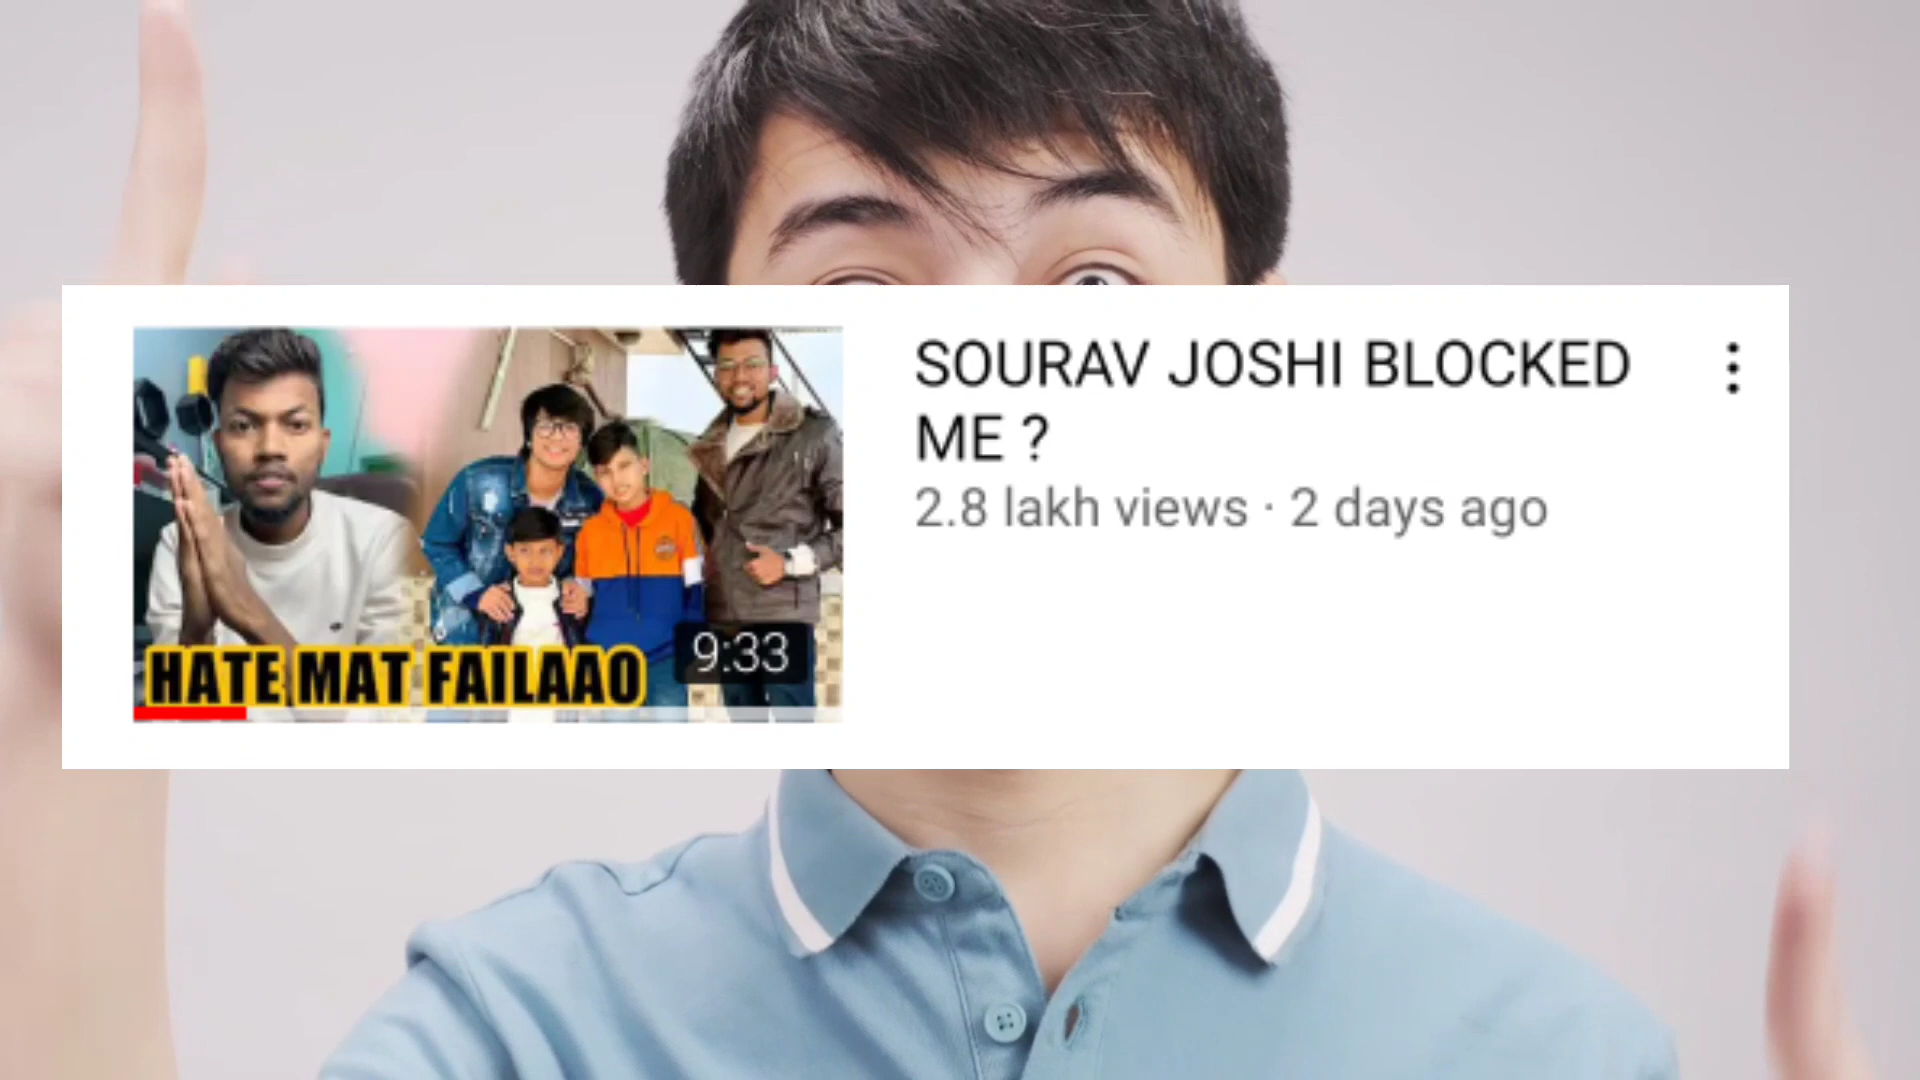 SOURAV JOSHI BLOCKED
ME ?
2.8 lakh views · 2 days ago
HATE MAT FAILAAO
9:33